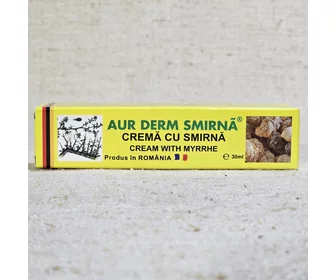 AUR DERM SMIRNĂ®
CREMĂ CU SMIRNĂ
CREAM WITH MYRRHE
Produs în ROMÂNIA
℮ 30ml